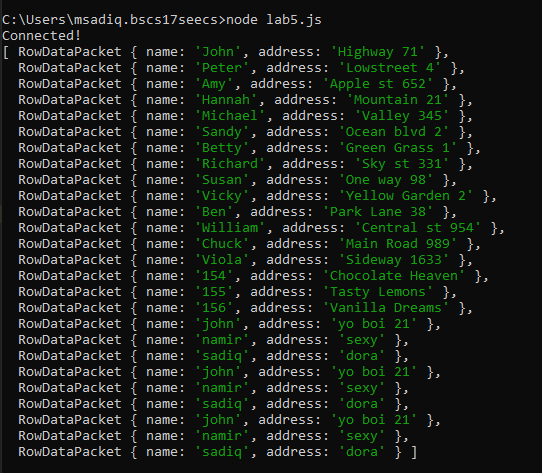 C:\Users\msadiq.bscs17seecs>node lab5.js
Connected!
[ RowDataPacket { name: 'John', address: 'Highway 71' },
RowDataPacket { name: 'Peter', address: 'Lowstreet 4' },
RowDataPacket { name: 'Amy', address: 'Apple st 652' },
RowDataPacket { name: 'Hannah', address: 'Mountain 21' },
RowDataPacket { name: 'Michael', address: 'Valley 345' },
RowDataPacket { name: 'Sandy', address: 'Ocean blvd 2' },
RowDataPacket { name: 'Betty', address: 'Green Grass 1' },
RowDataPacket { name: 'Richard', address: 'Sky st 331' },
RowDataPacket { name: 'Susan', address: 'One way 98' },
RowDataPacket { name: 'Vicky', address: 'Yellow Garden 2' },
RowDataPacket { name: 'Ben', address: 'Park Lane 38' },
RowDataPacket { name: 'William', address: 'Central st 954' },
RowDataPacket { name: 'Chuck', address: 'Main Road 989' },
RowDataPacket { name: 'Viola', address: 'Sideway 1633' },
RowDataPacket { name: '154', address: 'Chocolate Heaven' },
RowDataPacket { name: '155', address: 'Tasty Lemons' },
RowDataPacket { name: '156', address: 'Vanilla Dreams' },
RowDataPacket { name: 'john', address: 'yo boi 21' },
RowDataPacket { name: 'namir', address: 'sexy' },
RowDataPacket { name: 'sadiq', address: 'dora' },
RowDataPacket { name: 'john', address: 'yo boi 21' },
RowDataPacket { name: 'namir', address: 'sexy' },
RowDataPacket { name: 'sadiq', address: 'dora' },
RowDataPacket { name: 'john', address: 'yo boi 21' },
RowDataPacket { name: 'namir', address: 'sexy' },
RowDataPacket { name: 'sadiq', address: 'dora' } ]